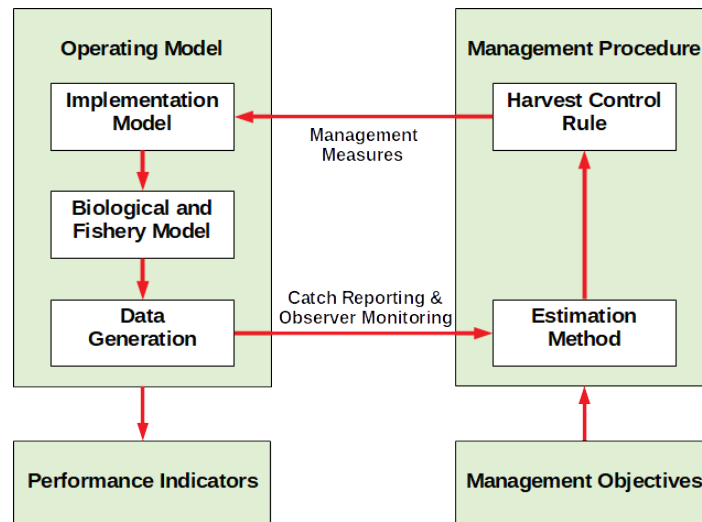 Operating Model
Implementation
Model
Biological and
Fishery Model
Data
Generation
Management
Measures
Catch Reporting &
Observer Monitoring
Management Procedure
Harvest Control
Rule
Estimation
Method
Performance Indicators
Management Objectives